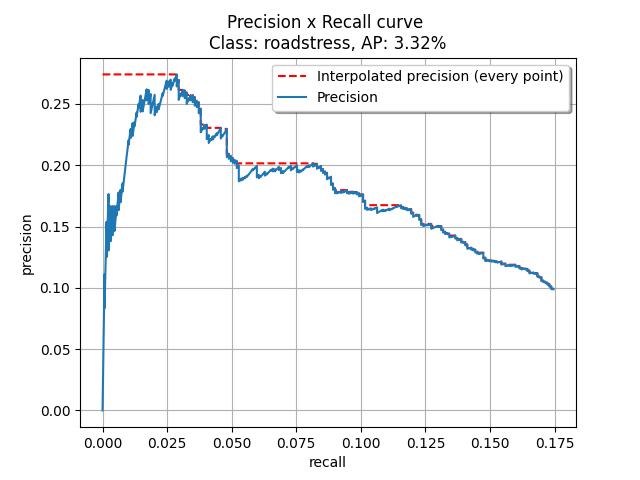 Precision x Recall curve
Class: roadstress, AP: 3.32%
Interpolated precision (every point)
Precision
0.25
0.20
0.15
0.10
0.05
0.00
precision
0.000 0.025 0.050 0.075 0.100 0.125 0.150 0.175
recall